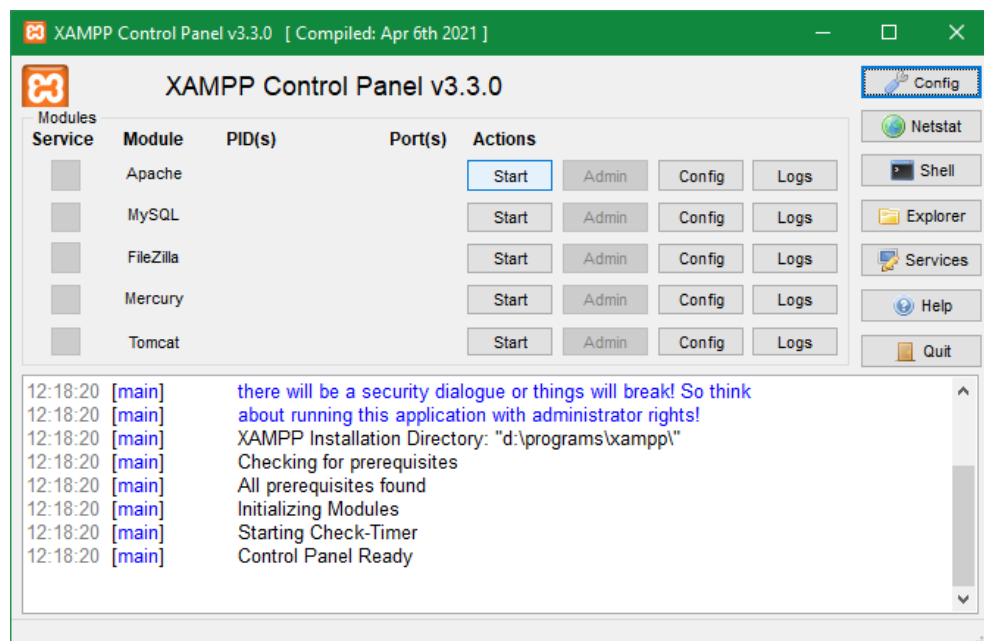 XAMPP Control Panel v3.3.0 [ Compiled: Apr 6th 2021 ]
XAMPP Control Panel v3.3.0
Config
Modules
Service Module PID(s) Port(s) Actions
Netstat
Apache Start Admin Config Logs
Shell
MySQL Start Admin Config Logs
Explorer
FileZilla Start Admin Config Logs
Services
Mercury Start Admin Config Logs
Help
Tomcat Start Admin Config Logs
Quit
12:18:20 [main] there will be a security dialogue or things will break! So think
12:18:20 [main] about running this application with administrator rights!
12:18:20 [main] XAMPP Installation Directory: "d:\programs\xampp\"
12:18:20 [main] Checking for prerequisites
12:18:20 [main] All prerequisites found
12:18:20 [main] Initializing Modules
12:18:20 [main] Starting Check-Timer
12:18:20 [main] Control Panel Ready